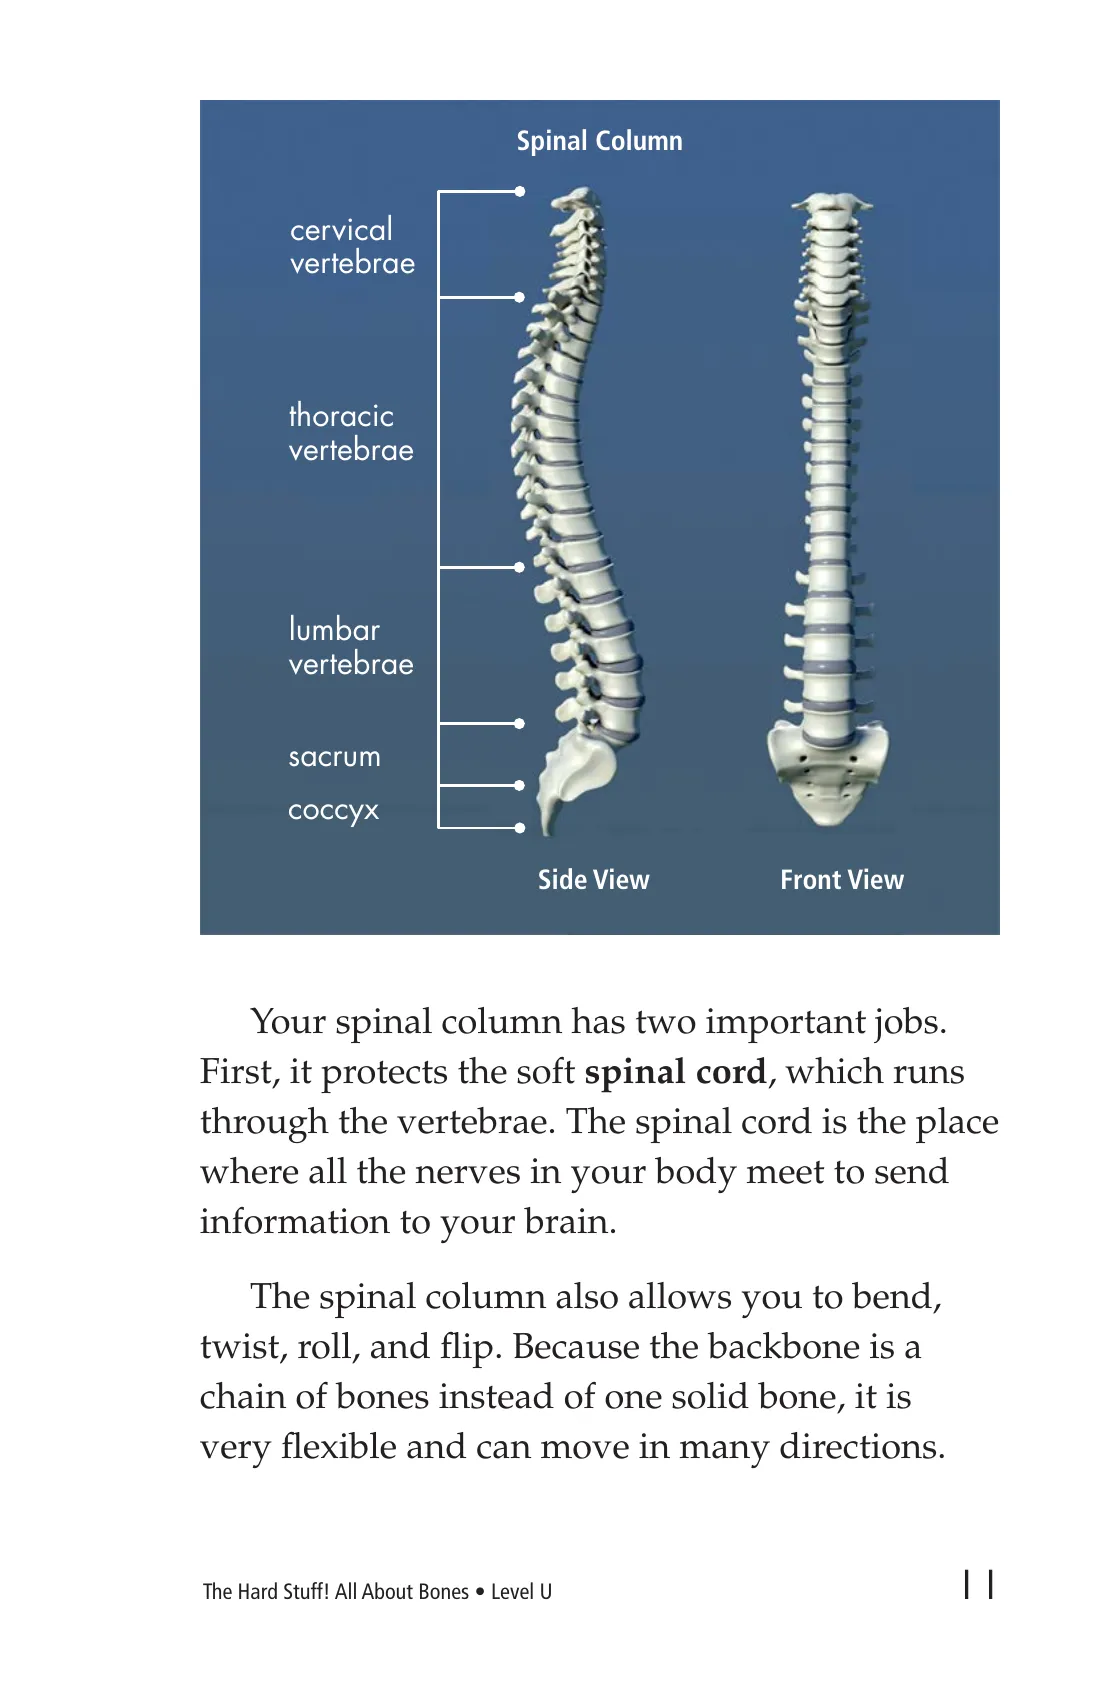 Spinal Column
cervical
vertebrae
thoracic
vertebrae
lumbar
vertebrae
sacrum
coccyx
Side View
Front View
Your spinal column has two important jobs.
First, it protects the soft spinal cord, which runs
through the vertebrae. The spinal cord is the place
where all the nerves in your body meet to send
information to your brain.
The spinal column also allows you to bend,
twist, roll, and flip. Because the backbone is a
chain of bones instead of one solid bone, it is
very flexible and can move in many directions.
The Hard Stuff! All About Bones • Level U
11